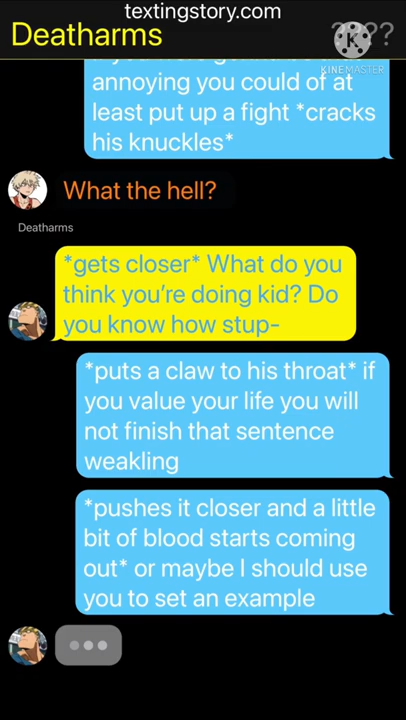 textingstory.com
Deatharms
????
KINEMASTER
annoying you could of at
least put up a fight *cracks
his knuckles*
What the hell?
Deatharms
*gets closer* What do you
think you're doing kid? Do
you know how stup-
*puts a claw to his throat* if
you value your life you will
not finish that sentence
weakling
*pushes it closer and a little
bit of blood starts coming
out* or maybe I should use
you to set an example